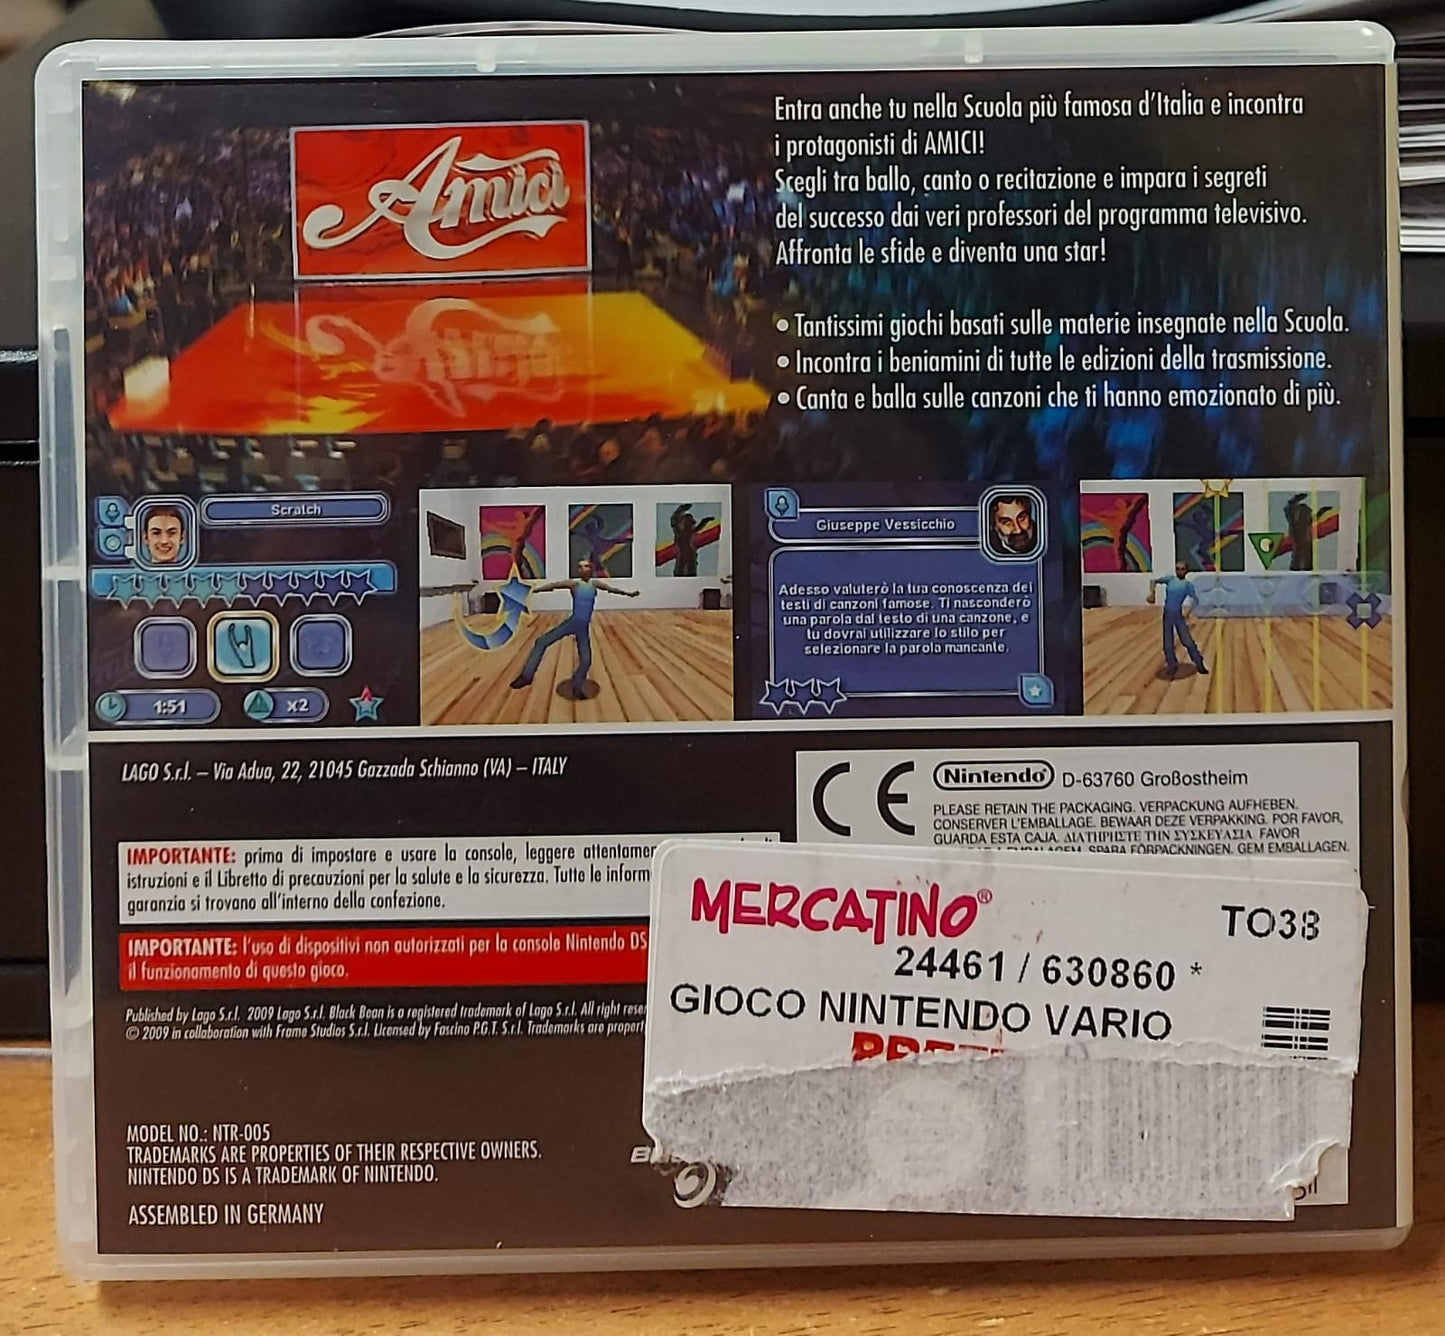 Amici
Entra anche tu nella Scuola più famosa d'Italia e incontra
i protagonisti di AMICI!
Scegli tra ballo, canto o recitazione e impara i segreti
del successo dai veri professori del programma televisivo.
Affronta le sfide e diventa una star!
• Tantissimi giochi basati sulle materie insegnate nella Scuola.
• Incontra i beniamini di tutte le edizioni della trasmissione.
• Canta e balla sulle canzoni che ti hanno emozionato di più.
Scratch
1:51
x2
Giuseppe Vessicchio
Adesso valuterò la tua conoscenza dei
testi di canzoni famose. Ti nasconderò
una parola dal testo di una canzone, e
tu dovrai utilizzare lo stilo per
selezionare la parola mancante.
LAGO S.r.l. – Via Adua, 22, 21045 Gazzada Schianno (VA) – ITALY
IMPORTANTE: prima di impostare e usare la console, leggere
istruzioni e il Libretto di precauzioni per la salute e la sicurezza. Tutte le
garanzia si trovano all'interno della confezione.
IMPORTANTE: l'uso di dispositivi non autorizzati per la console Nintendo DS
il funzionamento di questo gioco.
Published by Lago S.r.l. 2009 Lago S.r.l. Black Bean is a registered trademark of Lago S.r.l. All
© 2009 in collaboration with Frame Studios S.r.l. Licensed by Fascino P.G.T. S.r.l. Trademarks are
MODEL NO.: NTR-005
TRADEMARKS ARE PROPERTIES OF THEIR RESPECTIVE OWNERS.
NINTENDO DS IS A TRADEMARK OF NINTENDO.
ASSEMBLED IN GERMANY
CE
Nintendo D-63760 Großostheim
PLEASE RETAIN THE PACKAGING. VERPACKUNG AUFHEBEN.
CONSERVER L'EMBALLAGE. BEWAAR DEZE VERPAKKING. POR FAVOR,
GUARDA ESTA CAJA. ΔΙΑΤΗΡΗΣΤΕ ΤΗΝ ΣΥΣΚΕΥΑΣΙΑ. FAVOR
SPARA FÖRPACKNINGEN. GEM EMBALLAGEN.
MERCATINO®
TO38
24461 / 630860 *
GIOCO NINTENDO VARIO